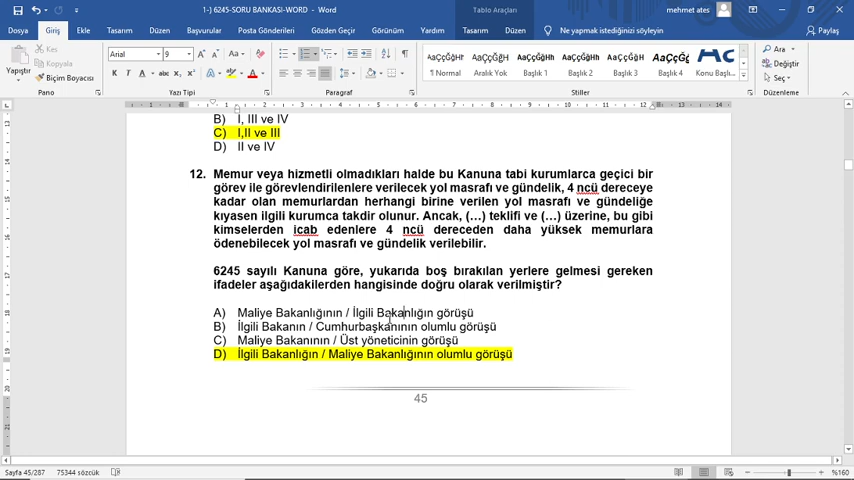 1-) 6245-SORU BANKASI-WORD - Word
Tablo Araçları
mehmet ates
Dosya Giriş Ekle Tasarım Düzen Başvurular Posta Gönderileri Gözden Geçir Görünüm Yardım Tasarım Düzen Ne yapmak istediğinizi söyleyin Paylaş
Yapıştır
Kes
Kopyala
Biçim Boyacısı
Arial 9
K T A abc x₂ x²
AaÇçĞğHh AaÇçĞğH AaÇçĞğHh AaÇçĞğHh AaÇçĞğHh AaÇçĞğ
¶ Normal Aralık Yok Başlık 1 Başlık 2 Başlık 3 Başlık 4 Konu Başlı...
Ara
Değiştir
Seç
Pano Yazı Tipi Paragraf Stiller Düzenleme
B) I, III ve IV
C) I,II ve III
D) II ve IV
12. Memur veya hizmetli olmadıkları halde bu Kanuna tabi kurumlarca geçici bir
görev ile görevlendirilenlere verilecek yol masrafı ve gündelik, 4 ncü dereceye
kadar olan memurlardan herhangi birine verilen yol masrafı ve gündeliğe
kıyasen ilgili kurumca takdir olunur. Ancak, (…) teklifi ve (…) üzerine, bu gibi
kimselerden icab edenlere 4 ncü dereceden daha yüksek memurlara
ödenebilecek yol masrafı ve gündelik verilebilir.
6245 sayılı Kanuna göre, yukarıda boş bırakılan yerlere gelmesi gereken
ifadeler aşağıdakilerden hangisinde doğru olarak verilmiştir?
A) Maliye Bakanlığının / İlgili Bakanlığın görüşü
B) İlgili Bakanın / Cumhurbaşkanının olumlu görüşü
C) Maliye Bakanının / Üst yöneticinin görüşü
D) İlgili Bakanlığın / Maliye Bakanlığının olumlu görüşü
45
Sayfa 45/287 75344 sözcük %160